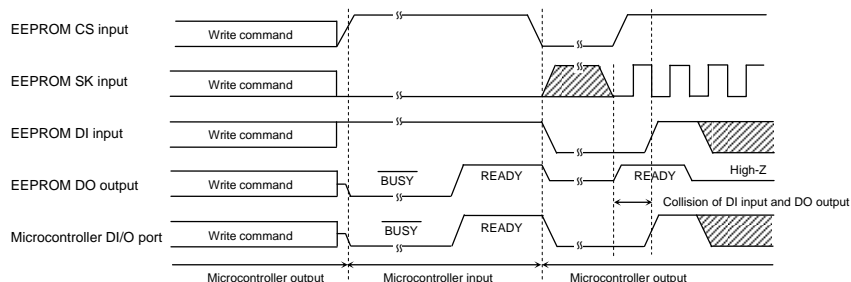 EEPROM CS input
Write command
EEPROM SK input
Write command
EEPROM DI input
Write command
EEPROM DO output
Write command
BUSY
READY
READY
High-Z
Collision of DI input and DO output
Microcontroller DI/O port
Write command
BUSY
READY
Microcontroller output
Microcontroller input
Microcontroller output